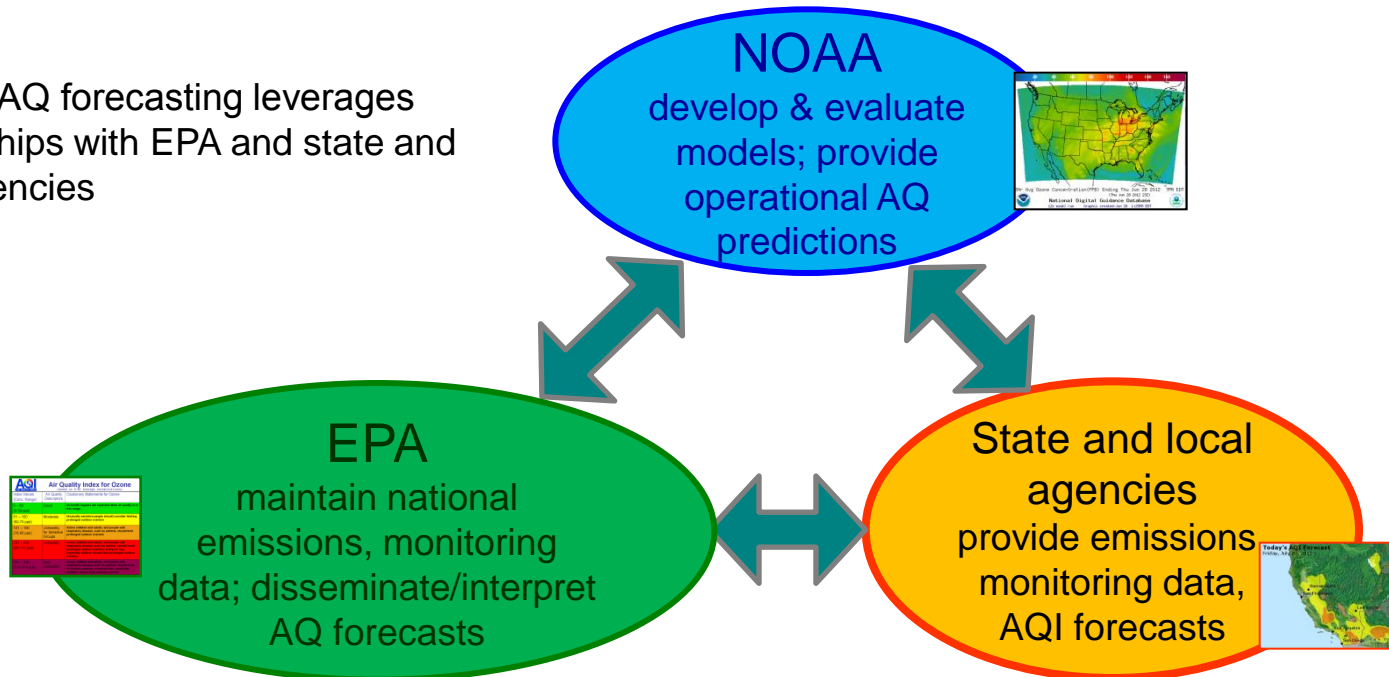 AQ forecasting leverages
hips with EPA and state and
encies
NOAA
develop & evaluate
models; provide
operational AQ
predictions
National Digital Guidance Database
EPA
maintain national
emissions, monitoring
data; disseminate/interpret
AQ forecasts
AQI
Air Quality Index for Ozone
State and local
agencies
provide emissions
monitoring data,
AQI forecasts
Today's AQI Forecast